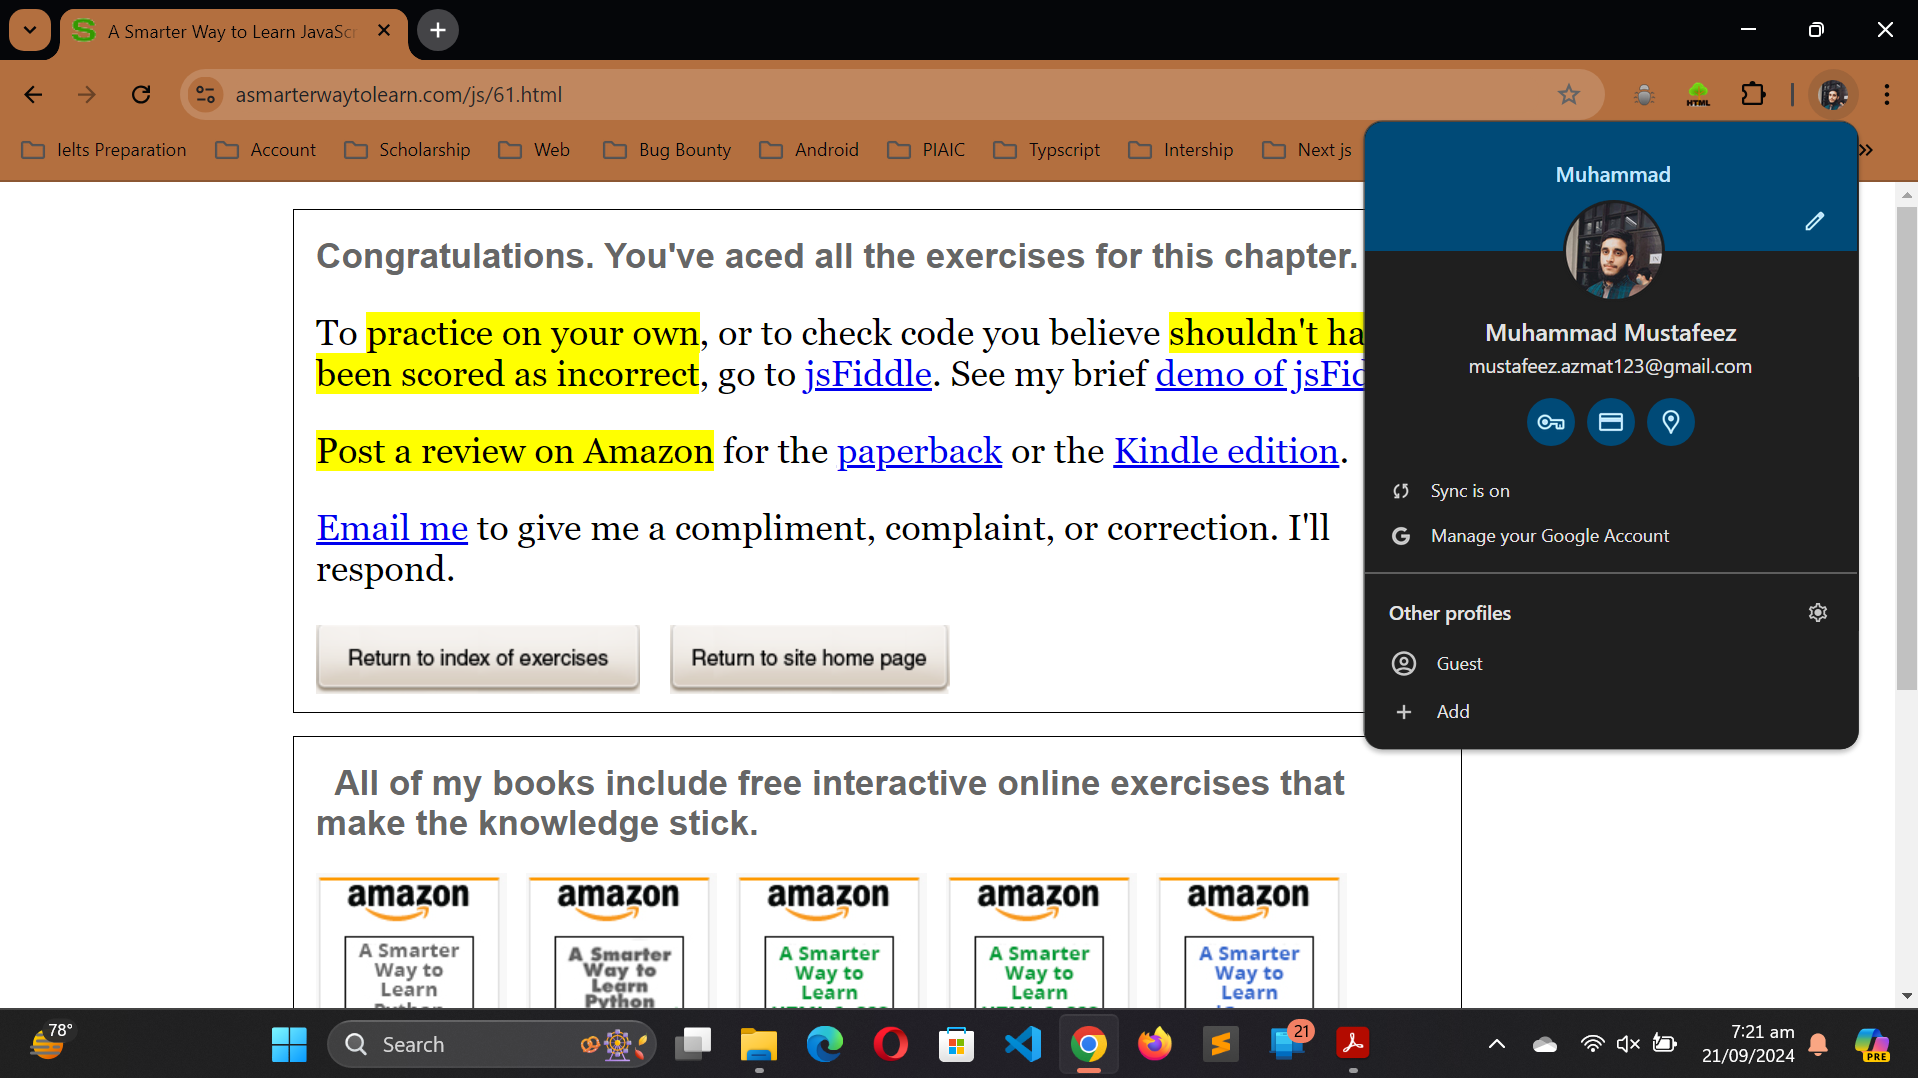 A Smarter Way to Learn JavaScr
asmarterwaytolearn.com/js/61.html
HTML
Ielts Preparation
Account
Scholarship
Web
Bug Bounty
Android
PIAIC
Typscript
Intership
Next js
»
Congratulations. You've aced all the exercises for this chapter.
To practice on your own, or to check code you believe shouldn't ha
been scored as incorrect, go to jsFiddle. See my brief demo of jsFid
Post a review on Amazon for the paperback or the Kindle edition.
Email me to give me a compliment, complaint, or correction. I'll
respond.
Return to index of exercises
Return to site home page
Muhammad
Muhammad Mustafeez
mustafeez.azmat123@gmail.com
Sync is on
Manage your Google Account
Other profiles
Guest
Add
All of my books include free interactive online exercises that
make the knowledge stick.
amazon
A Smarter
Way to
Learn
Python
amazon
A Smarter
Way to
Learn
Python
amazon
A Smarter
Way to
Learn
amazon
A Smarter
Way to
Learn
amazon
A Smarter
Way to
Learn
78°
Search
21
7:21 am
21/09/2024
PRE